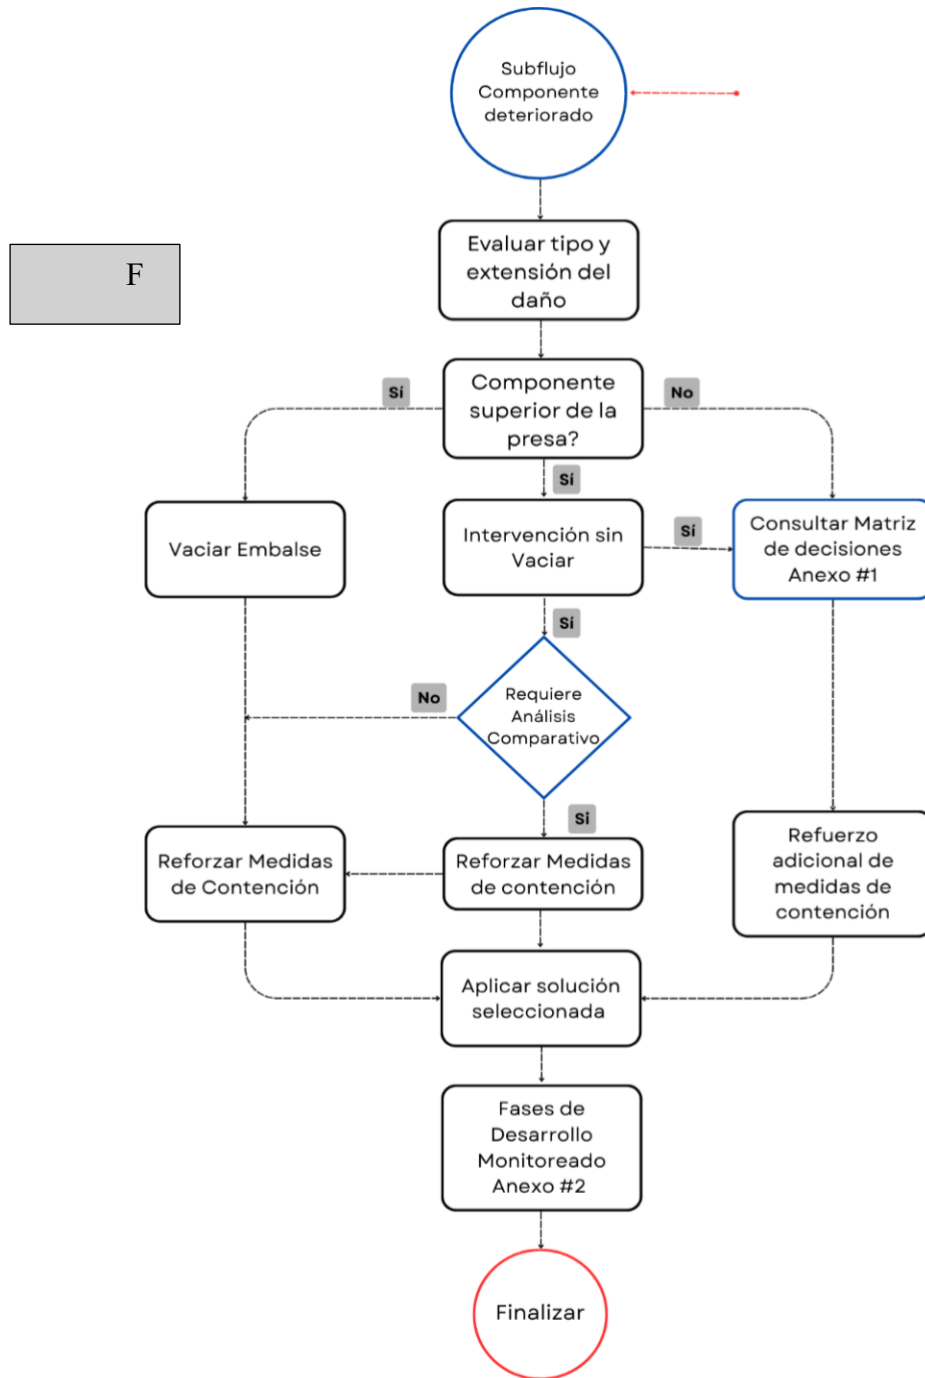 Subflujo
Componente
deteriorado
F
Evaluar tipo y
extensión del
daño
Sí
Componente
superior de la
presa?
No
Sí
Vaciar Embalse
Intervención sin
Vaciar
Sí
Consultar Matriz
de decisiones
Anexo #1
Sí
No
Requiere
Análisis
Comparativo
Si
Reforzar Medidas
de Contención
Reforzar Medidas
de contención
Refuerzo
adicional de
medidas de
contención
Aplicar solución
seleccionada
Fases de
Desarrollo
Monitoreado
Anexo #2
Finalizar